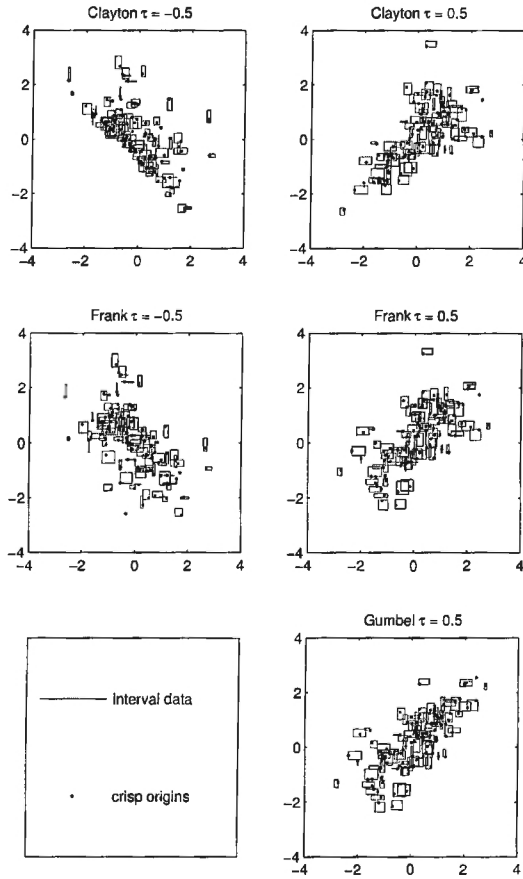 Clayton τ = −0.5
4
2
0
−2
−4
−4 −2 0 2 4
Clayton τ = 0.5
4
2
0
−2
−4
−4 −2 0 2 4
Frank τ = −0.5
4
2
0
−2
−4
−4 −2 0 2 4
Frank τ = 0.5
4
2
0
−2
−4
−4 −2 0 2 4
interval data
crisp origins
Gumbel τ = 0.5
4
2
0
−2
−4
−4 −2 0 2 4